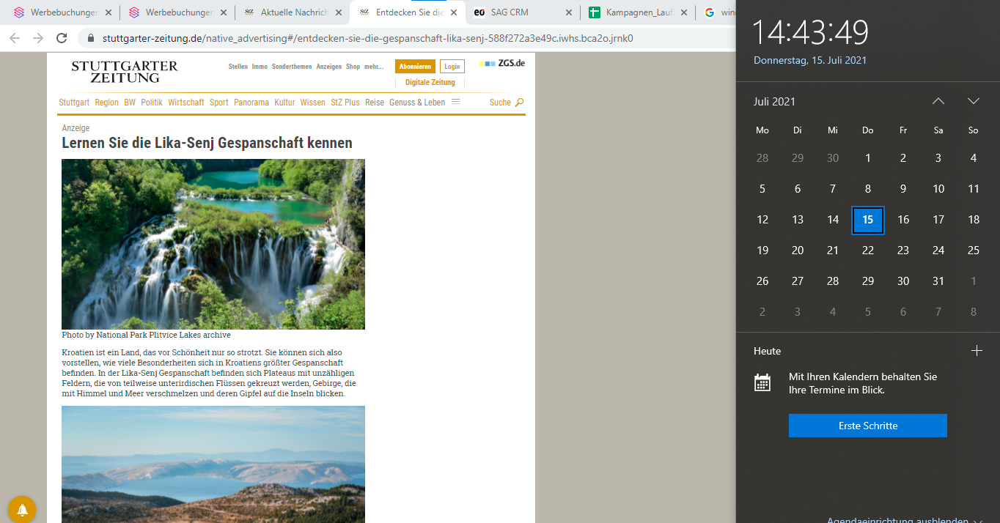 Werbebuchungen
Werbebuchungen
StZ Aktuelle Nachrich
StZ Entdecken Sie die
eo SAG CRM
Kampagnen_Lauf
G win
stuttgarter-zeitung.de/native_advertising#/entdecken-sie-die-gespanschaft-lika-senj-588f272a3e49c.iwhs.bca2o.jrnk0
STUTTGARTER
ZEITUNG
Stellen Immo Sonderthemen Anzeigen Shop mehr...
Abonnieren Login
Digitale Zeitung
ZGS.de
Stuttgart Region BW Politik Wirtschaft Sport Panorama Kultur Wissen StZ Plus Reise Genuss & Leben Suche
Anzeige
Lernen Sie die Lika-Senj Gespanschaft kennen
Photo by National Park Plitvice Lakes archive
Kroatien ist ein Land, das vor Schönheit nur so strotzt. Sie können sich also
vorstellen, wie viele Besonderheiten sich in Kroatiens größter Gespanschaft
befinden. In der Lika-Senj Gespanschaft befinden sich Plateaus mit unzähligen
Feldern, die von teilweise unterirdischen Flüssen gekreuzt werden, Gebirge, die
mit Himmel und Meer verschmelzen und deren Gipfel auf die Inseln blicken.
14:43:49
Donnerstag, 15. Juli 2021
Juli 2021
Mo Di Mi Do Fr Sa So
28 29 30 1 2 3 4
5 6 7 8 9 10 11
12 13 14 15 16 17 18
19 20 21 22 23 24 25
26 27 28 29 30 31 1
2 3 4 5 6 7 8
Heute
Mit Ihren Kalendern behalten Sie
Ihre Termine im Blick.
Erste Schritte
Agendaeinrichtung ausblenden